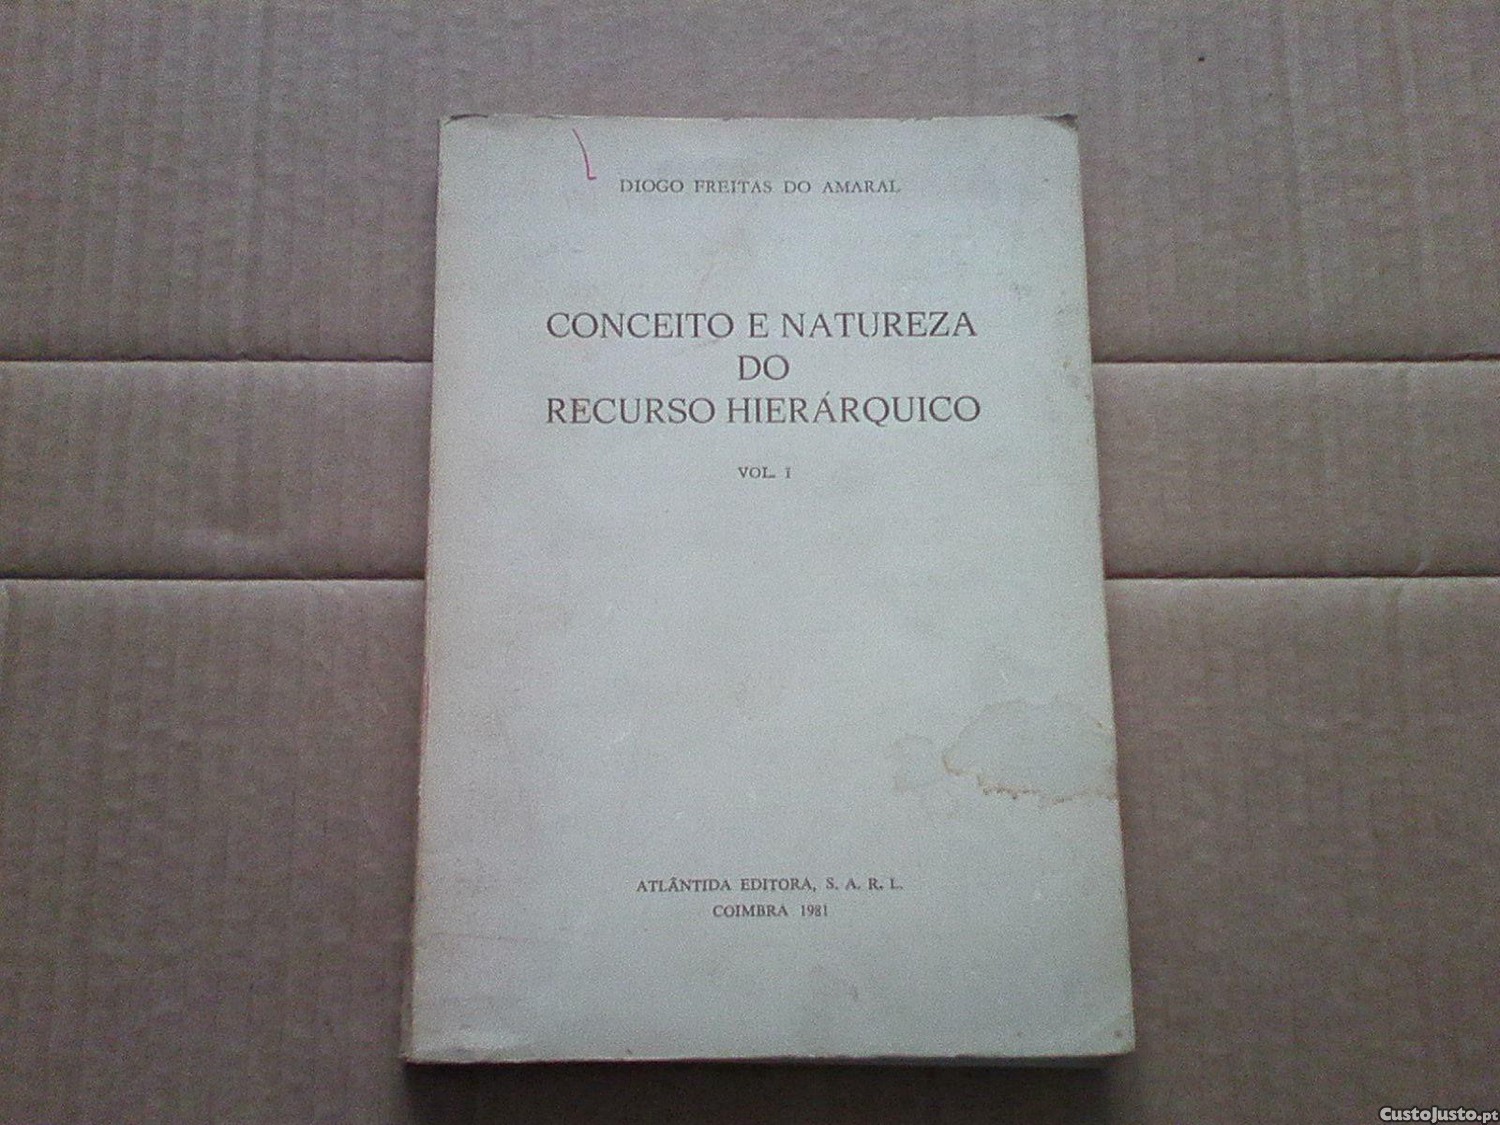 DIOGO FREITAS DO AMARAL
CONCEITO E NATUREZA
DO
RECURSO HIERÁRQUICO
VOL. I
ATLÂNTIDA EDITORA, S. A. R. L.
COIMBRA 1981
CustoJusto.pt